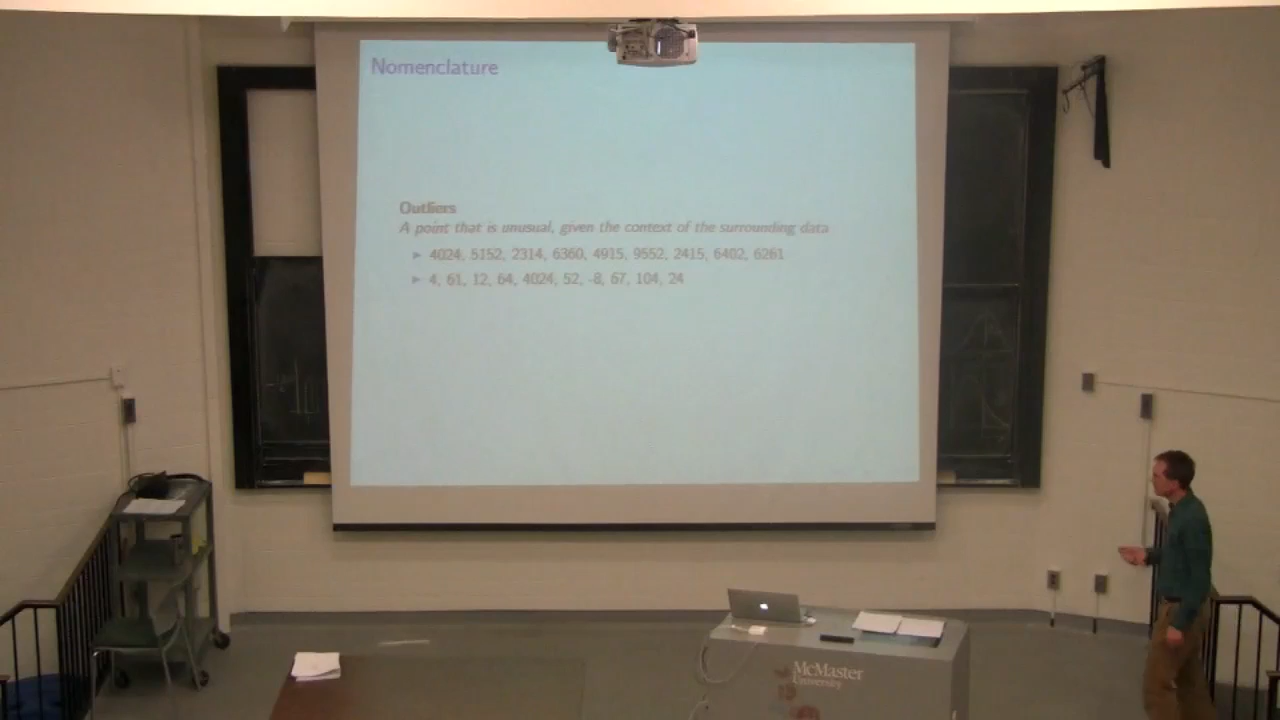 Nomenclature
Outliers
A point that is unusual, given the context of the surrounding data
► 4024, 5152, 2314, 6360, 4915, 9552, 2415, 6402, 6261
► 4, 61, 12, 64, 4024, 52, -8, 67, 104, 24
McMaster
University